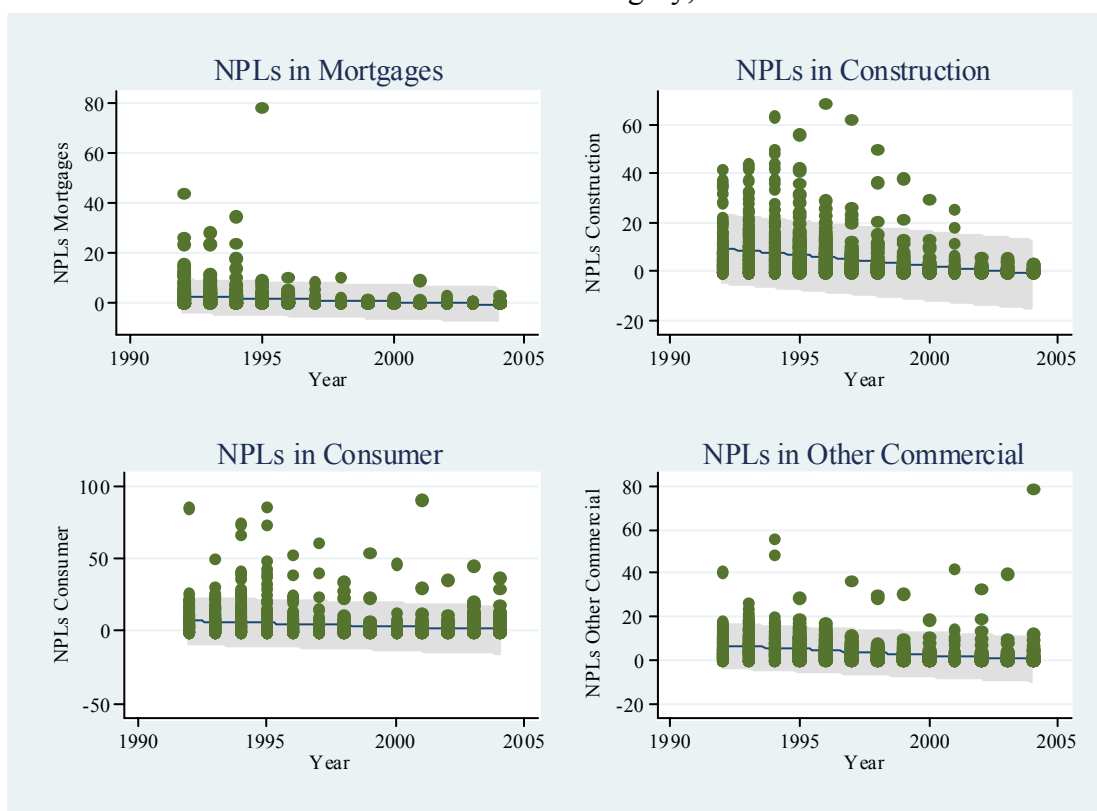 NPLs in Mortgages
NPLs Mortgages
80
60
40
20
0
1990 1995 2000 2005
Year
NPLs in Construction
NPLs Construction
60
40
20
0
-20
1990 1995 2000 2005
Year
NPLs in Consumer
NPLs Consumer
100
50
0
-50
1990 1995 2000 2005
Year
NPLs in Other Commercial
NPLs Other Commercial
80
60
40
20
0
-20
1990 1995 2000 2005
Year